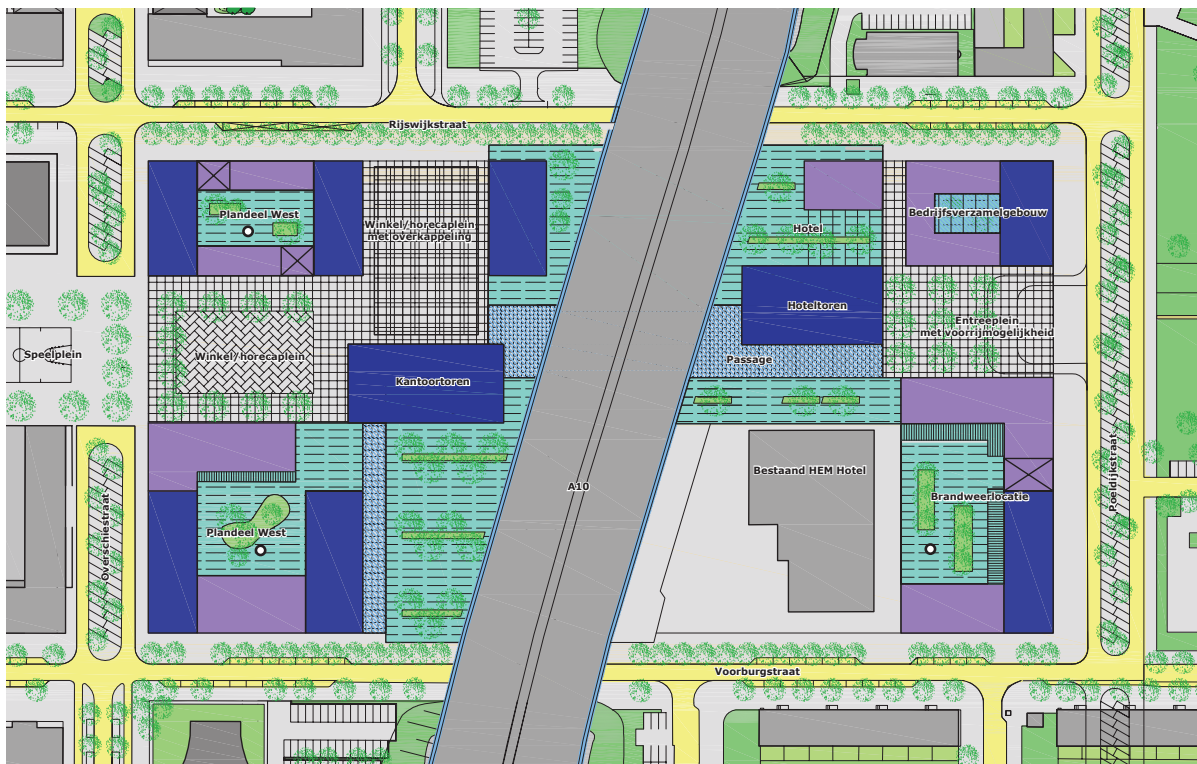 Rijswijkstraat
Plandeel West
Winkel/horecaplein
met overkappeling
Hotel
Bedrijfsverzamelgebouw
Hoteltoren
Entreeplein
met voorrijmogelijkheid
Speelplein
Winkel/horecaplein
Kantoortoren
Passage
Bestaand HEM Hotel
A10
Brandweerlocatie
Poeldijkstraat
Overschiestraat
Plandeel West
Voorburgstraat